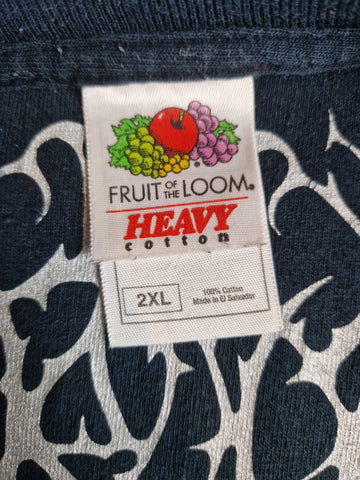 FRUIT OF THE LOOM®
HEAVY
cotton
2XL
100% Cotton
Made in El Salvador